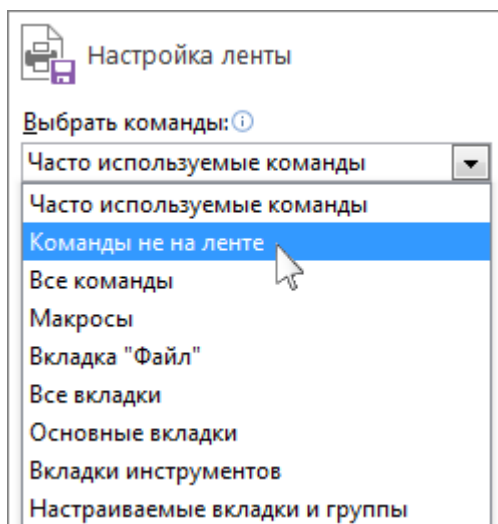 Настройка ленты
Выбрать команды:
Часто используемые команды
Часто используемые команды
Команды не на ленте
Все команды
Макросы
Вкладка "Файл"
Все вкладки
Основные вкладки
Вкладки инструментов
Настраиваемые вкладки и группы